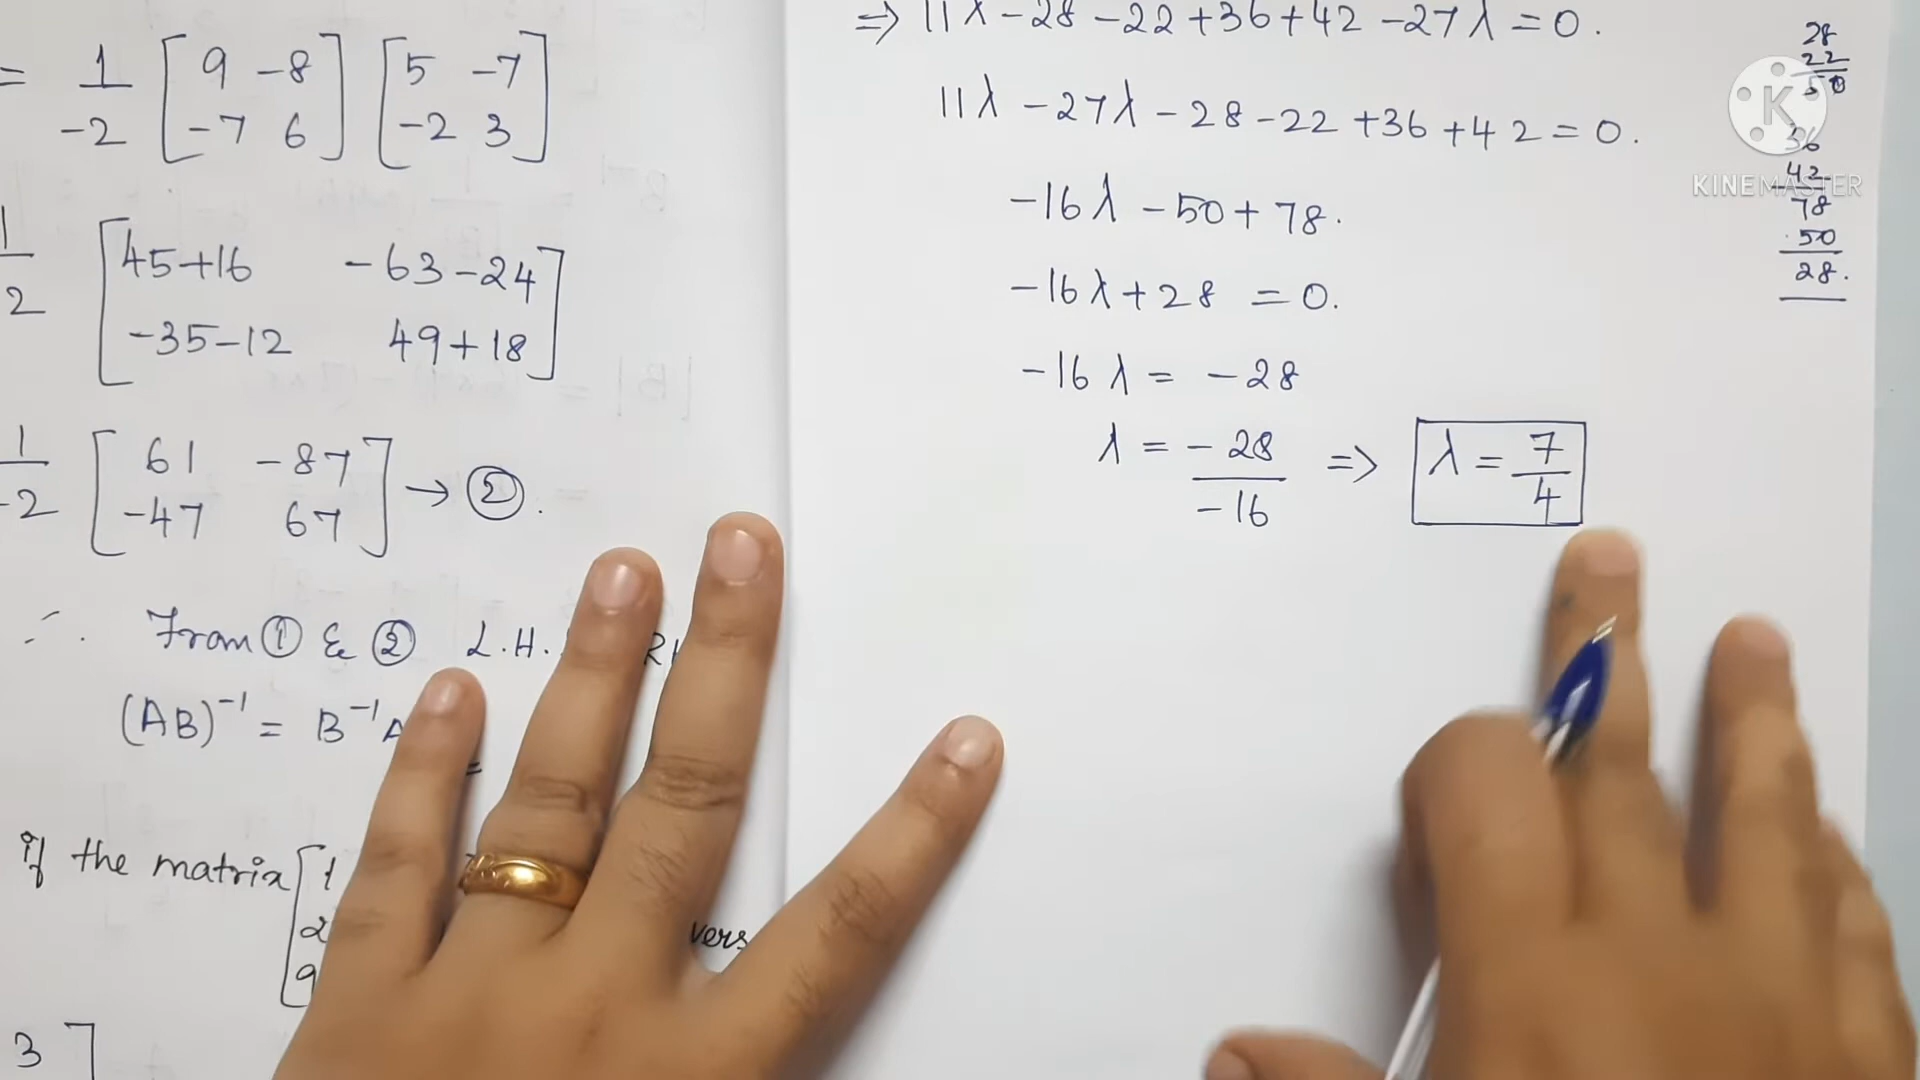 = 1/-2 [9 -8] [5 -7]
[-7 6] [-2 3]
1/2 [45+16 -63-24]
[-35-12 49+18]
1/-2 [61 -87] → ②.
[-47 67]
∴ From ① & ② L.H.
(AB)⁻¹ = B⁻¹A
=
if the matrix [1
2
9
vers
3 ]
⇒ 11λ - 28 - 22 + 36 + 42 - 27λ = 0.
11λ - 27λ - 28 - 22 + 36 + 42 = 0.
-16λ - 50 + 78.
-16λ + 28 = 0.
-16λ = -28
λ = -28/-16 ⇒ λ = 7/4
28
22
50
36
42
78
50
28.
K
KINEMASTER